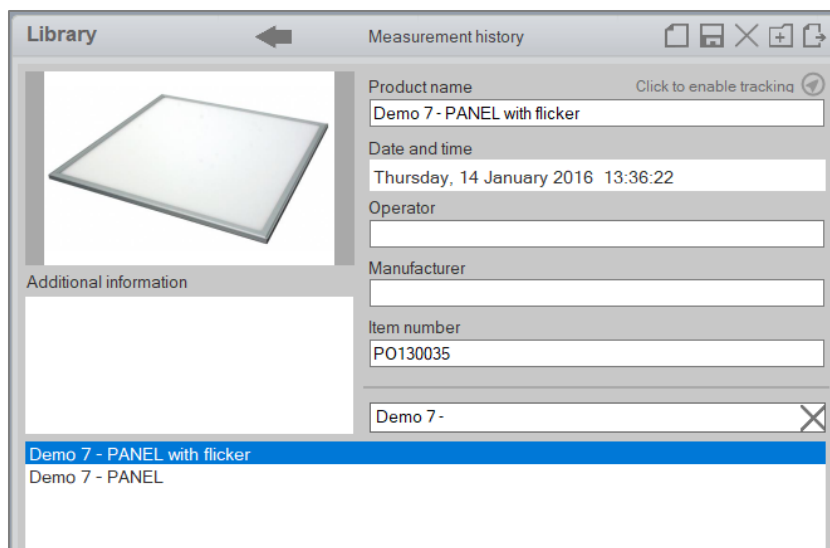 Library
Measurement history
Product name
Click to enable tracking
Demo 7 - PANEL with flicker
Date and time
Thursday, 14 January 2016 13:36:22
Operator
Manufacturer
Additional information
Item number
PO130035
Demo 7 -
Demo 7 - PANEL with flicker
Demo 7 - PANEL